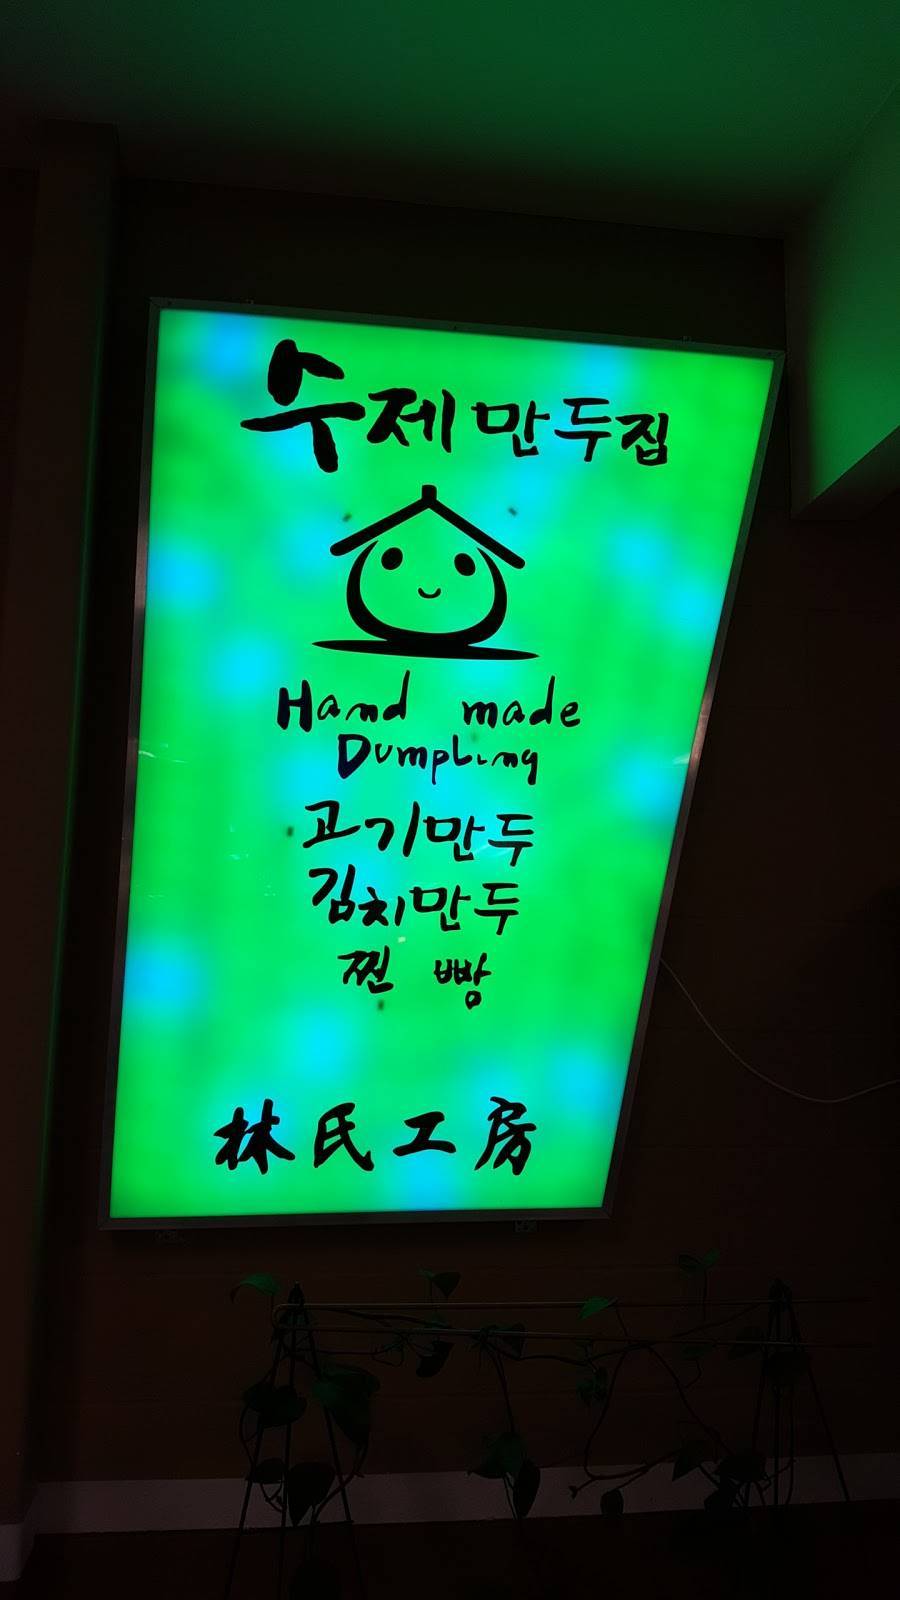 수제 만두집
Hand made
Dumpling
고기만두
김치만두
찐 빵
林氏工房